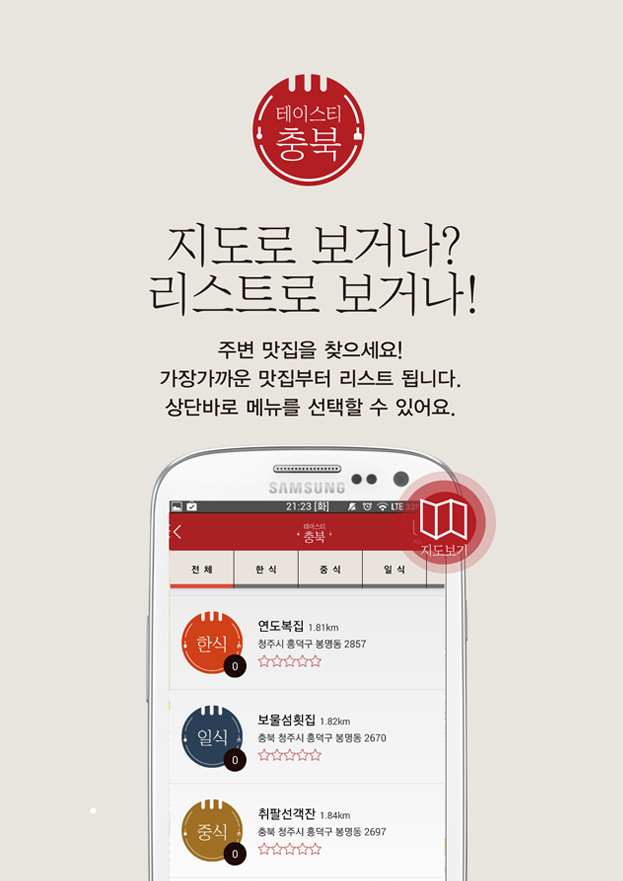 테이스티
충북
지도로 보거나?
리스트로 보거나!
주변 맛집을 찾으세요!
가장가까운 맛집부터 리스트 됩니다.
상단바로 메뉴를 선택할 수 있어요.
SAMSUNG
21:23 [화] LTE 33%
테이스티
충북
지도보기
전 체 한 식 중 식 일 식
한식
0
연도복집 1.81km
청주시 흥덕구 봉명동 2857
일식
0
보물섬횟집 1.82km
충북 청주시 흥덕구 봉명동 2670
중식
0
취팔선객잔 1.84km
충북 청주시 흥덕구 봉명동 2697